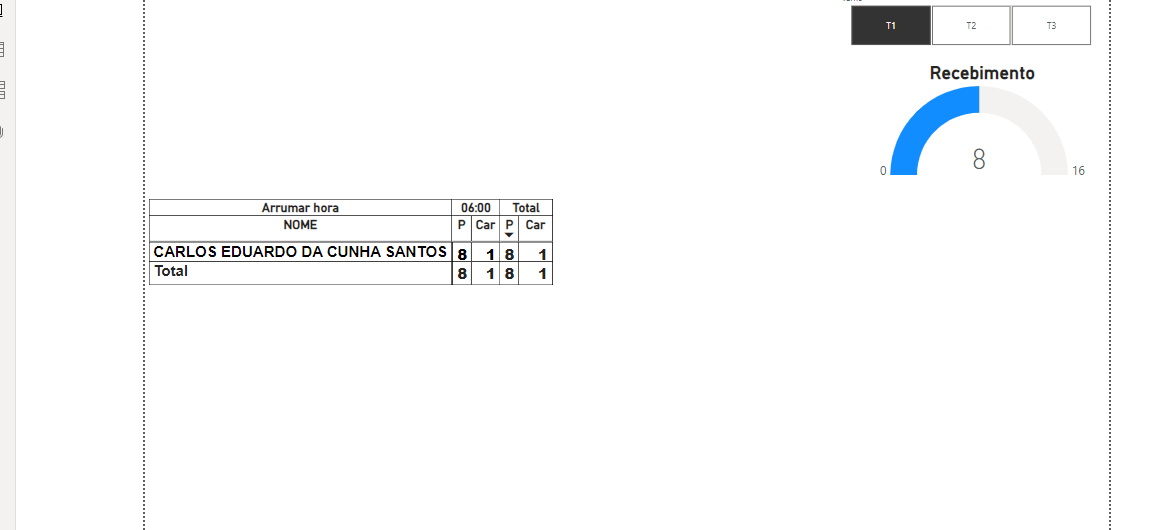 T1 T2 T3
Recebimento
8
0 16
Arrumar hora 06:00 Total
NOME P Car P Car
CARLOS EDUARDO DA CUNHA SANTOS 8 1 8 1
Total 8 1 8 1